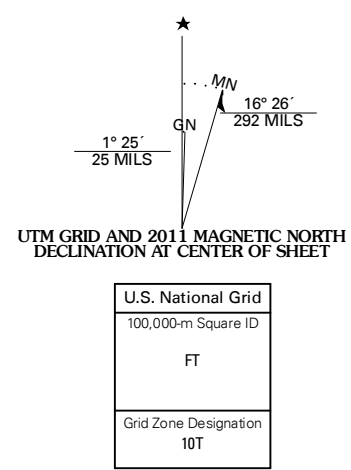 ★
MN
GN
16° 26´
292 MILS
1° 25´
25 MILS
UTM GRID AND 2011 MAGNETIC NORTH
DECLINATION AT CENTER OF SHEET
U.S. National Grid
100,000-m Square ID
FT
Grid Zone Designation
10T